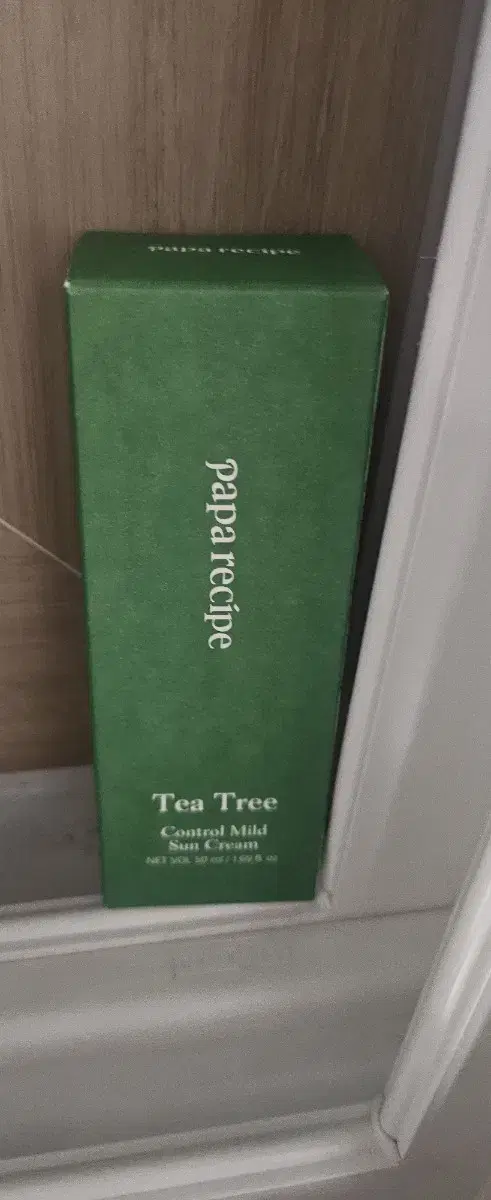 papa recipe
papa recipe
Tea Tree
Control Mild
Sun Cream
NET VOL. 50 ml / 1.69 fl. oz